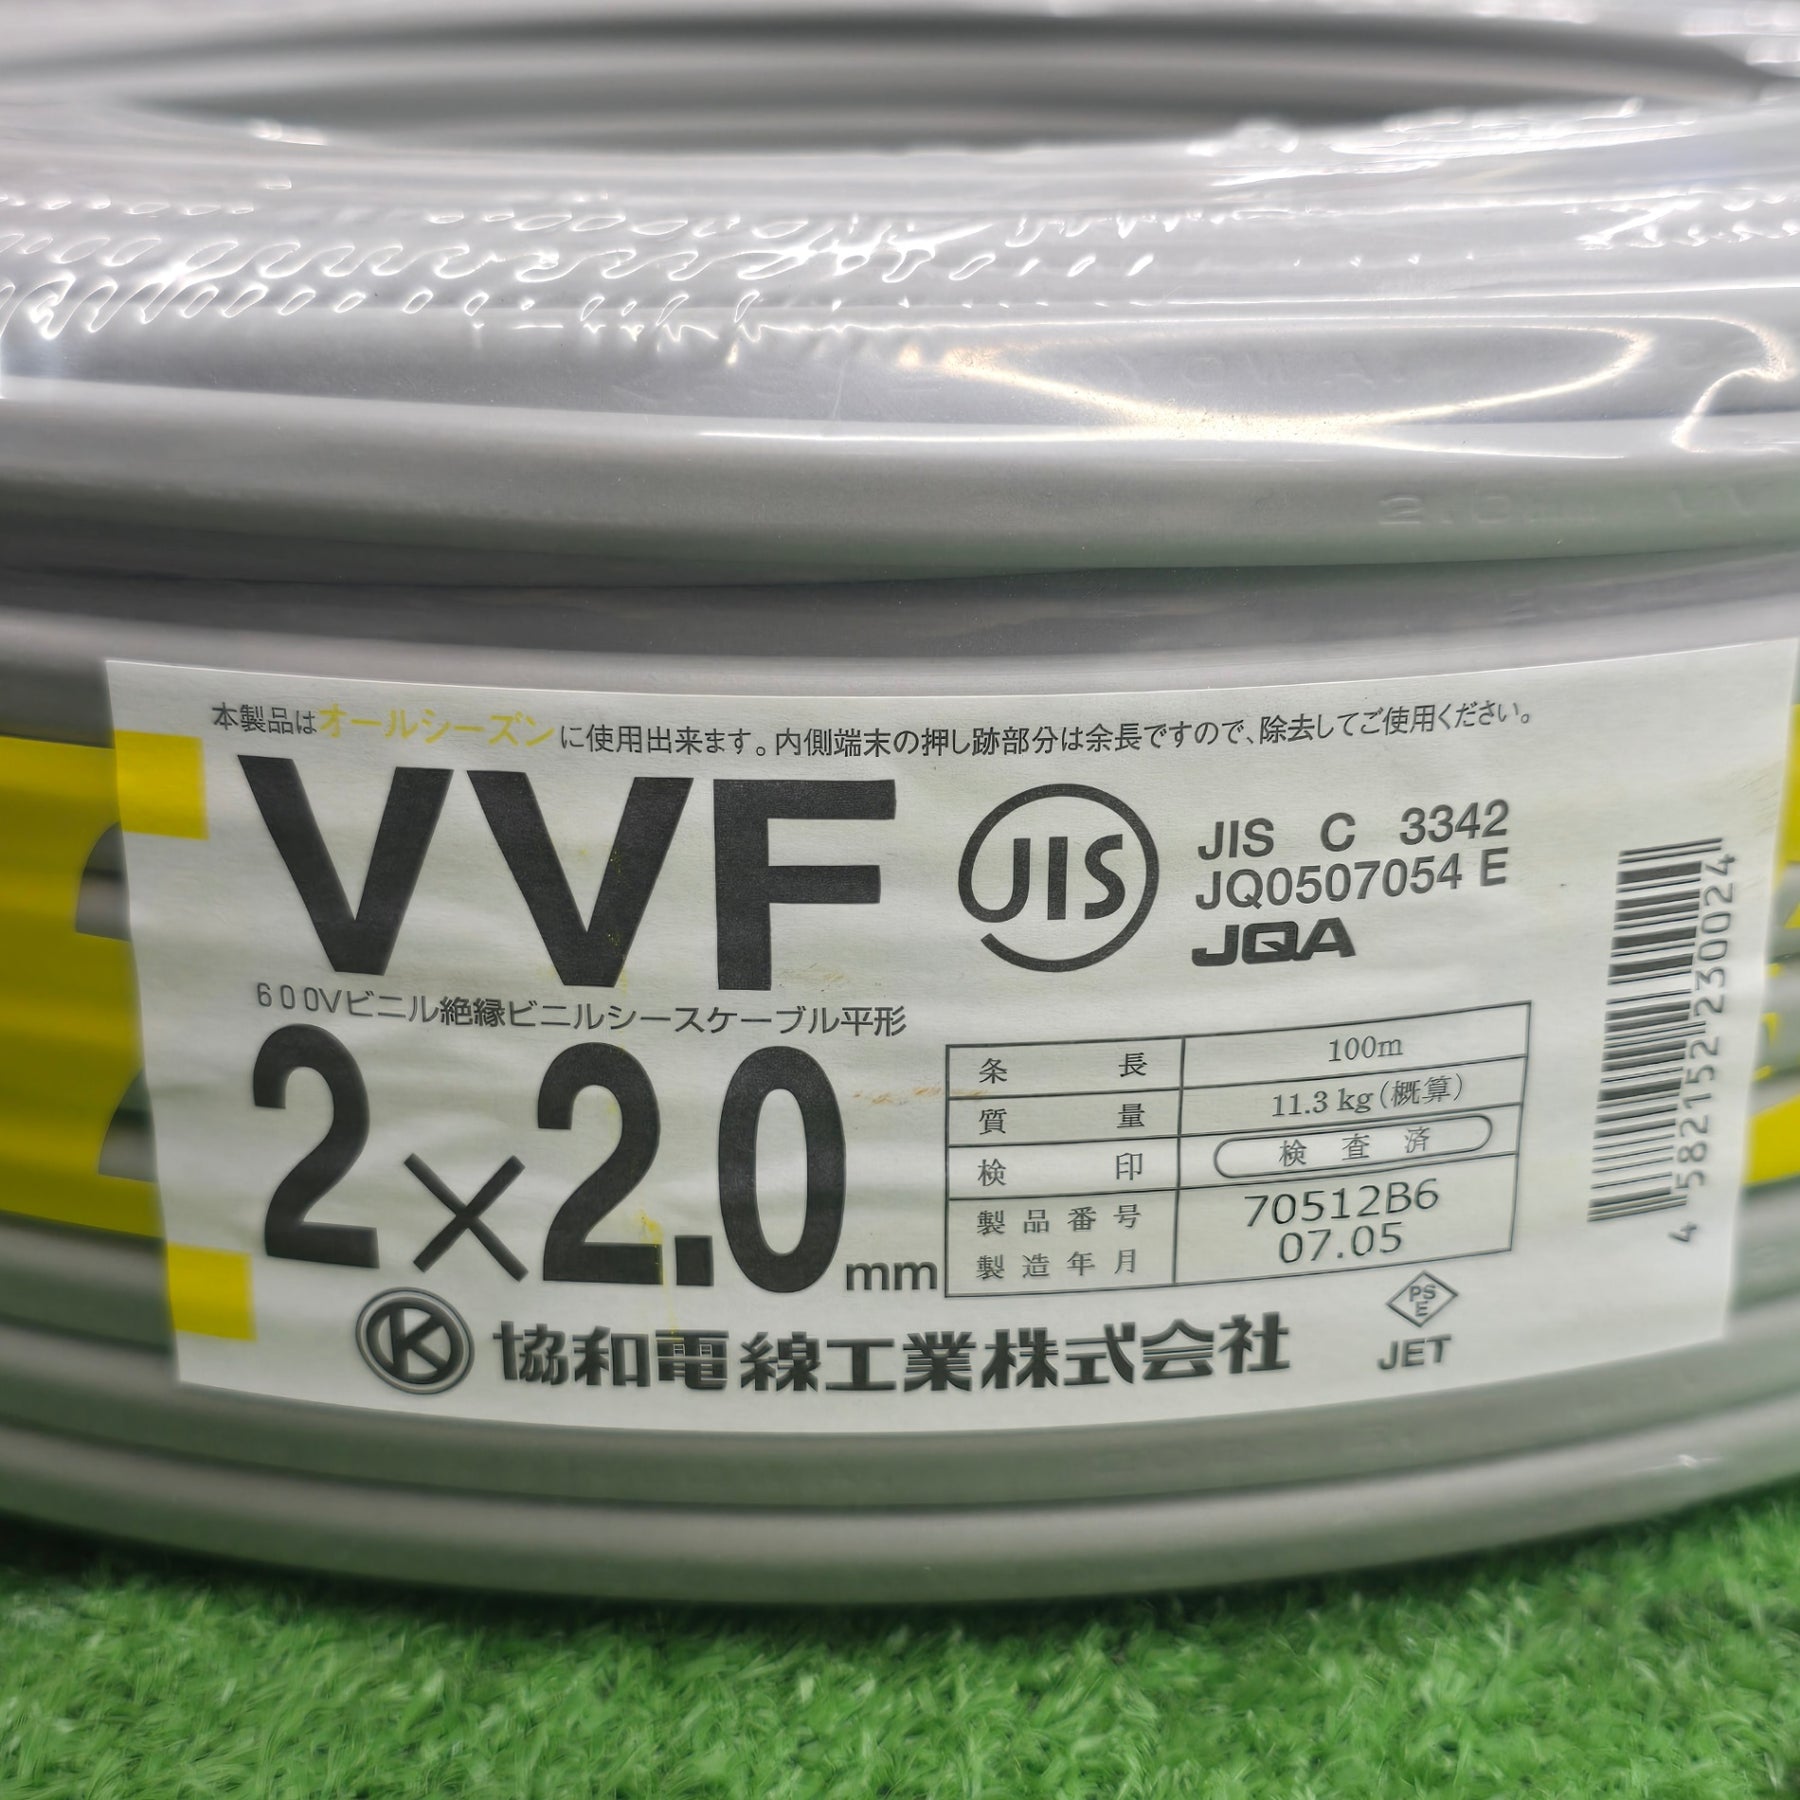 本製品はオールシーズンに使用出来ます。内側端末の押し跡部分は余長ですので、除去してご使用ください。
VVF
JIS
JIS C 3342
JQ0507054 E
JQA
600Vビニル絶縁ビニルシースケーブル平形
2×2.0mm
条長 100m
質量 11.3kg(概算)
検印 検査済
製品番号 70512B6
製造年月 07.05
K 協和電線工業株式会社
PSE
JET
4582152230024